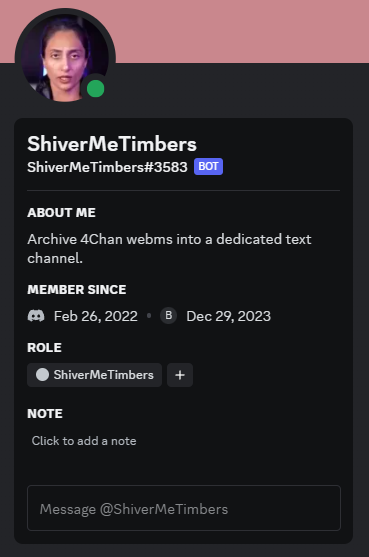 ShiverMeTimbers
ShiverMeTimbers#3583 BOT
ABOUT ME
Archive 4Chan webms into a dedicated text
channel.
MEMBER SINCE
Feb 26, 2022 • B Dec 29, 2023
ROLE
ShiverMeTimbers +
NOTE
Click to add a note
Message @ShiverMeTimbers